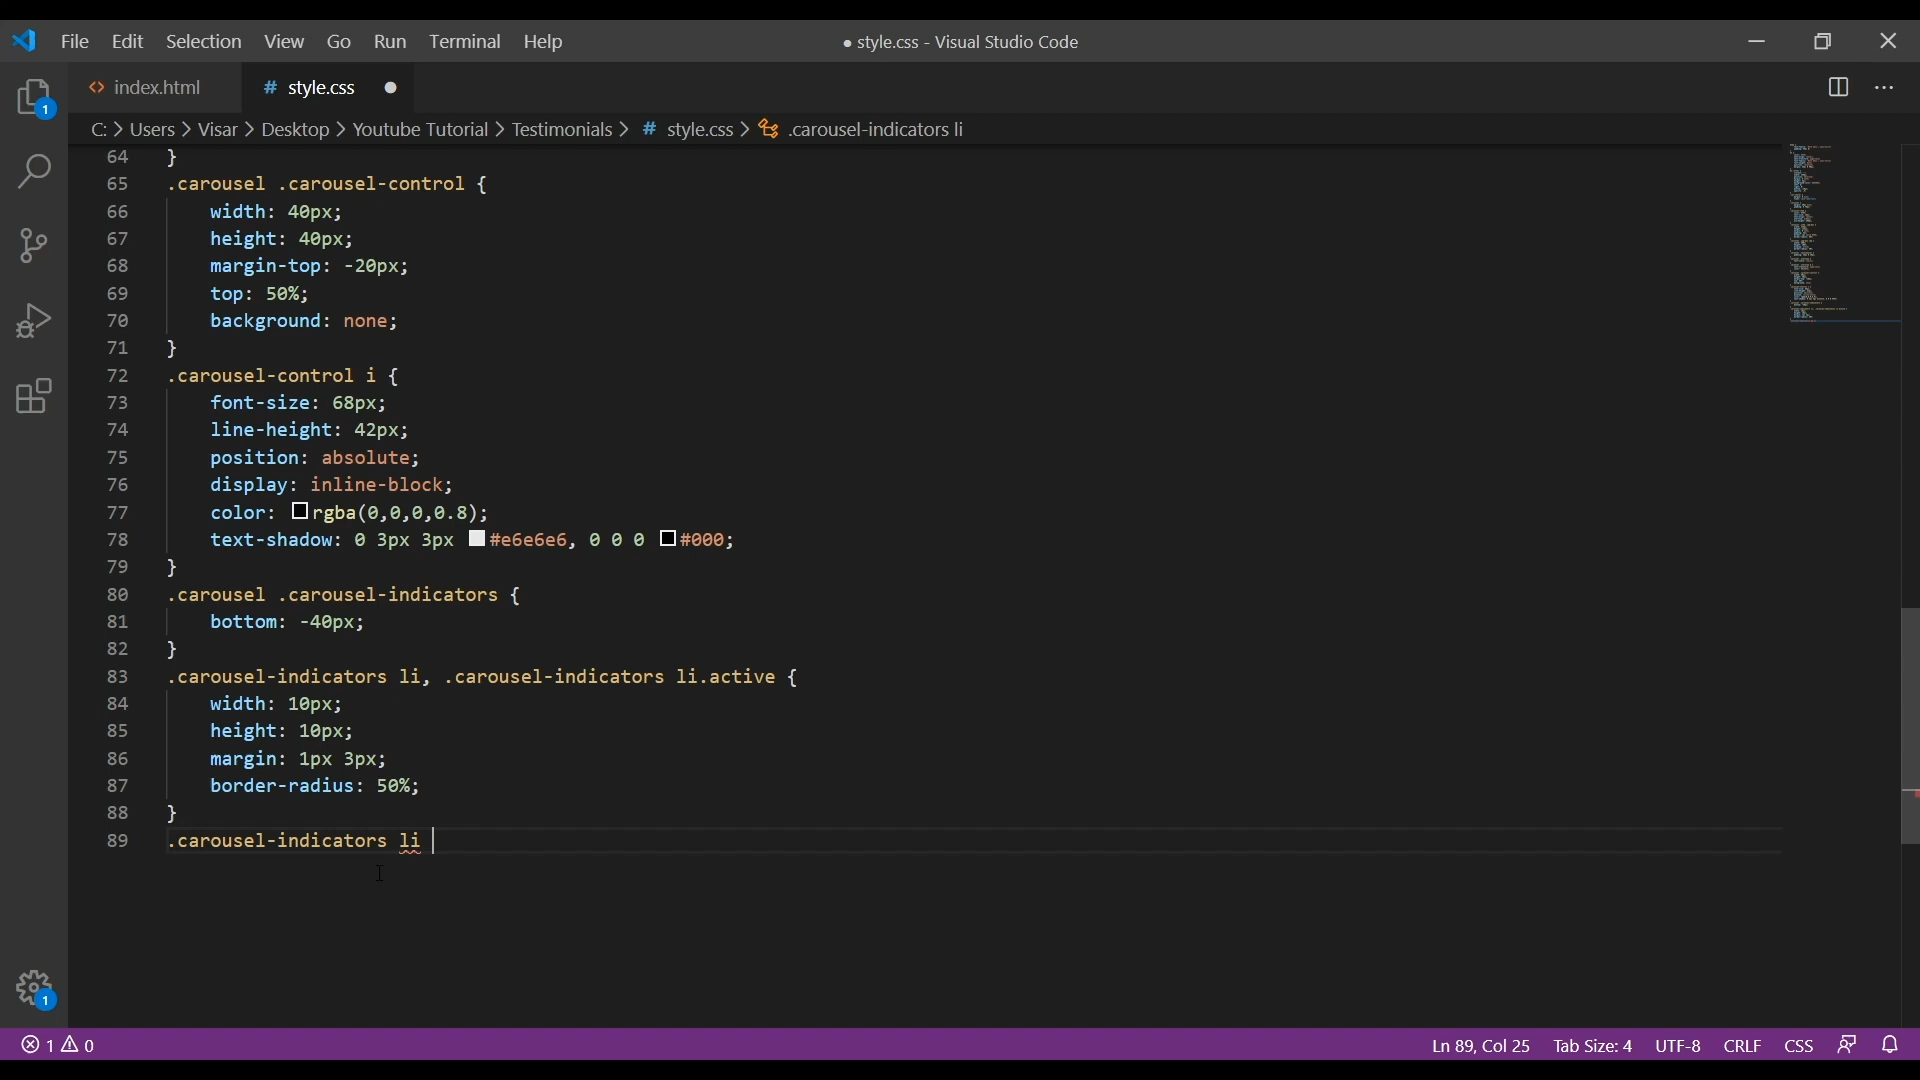 File Edit Selection View Go Run Terminal Help ● style.css - Visual Studio Code
<> index.html # style.css ●
C: > Users > Visar > Desktop > Youtube Tutorial > Testimonials > # style.css > .carousel-indicators li
64 }
65 .carousel .carousel-control {
66 width: 40px;
67 height: 40px;
68 margin-top: -20px;
69 top: 50%;
70 background: none;
71 }
72 .carousel-control i {
73 font-size: 68px;
74 line-height: 42px;
75 position: absolute;
76 display: inline-block;
77 color: rgba(0,0,0,0.8);
78 text-shadow: 0 3px 3px #e6e6e6, 0 0 0 #000;
79 }
80 .carousel .carousel-indicators {
81 bottom: -40px;
82 }
83 .carousel-indicators li, .carousel-indicators li.active {
84 width: 10px;
85 height: 10px;
86 margin: 1px 3px;
87 border-radius: 50%;
88 }
89 .carousel-indicators li
1
1
1 0 Ln 89, Col 25 Tab Size: 4 UTF-8 CRLF CSS